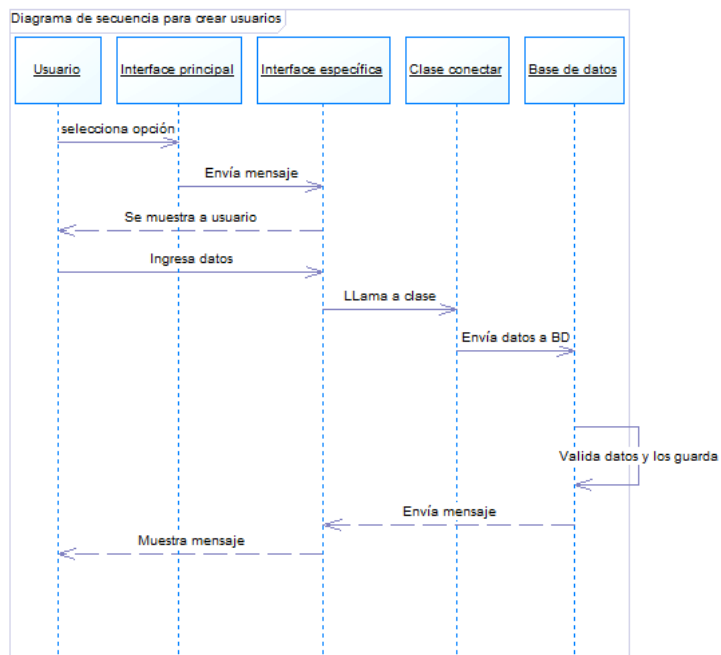 Diagrama de secuencia para crear usuarios
Usuario
Interface principal
Interface específica
Clase conectar
Base de datos
selecciona opción
Envía mensaje
Se muestra a usuario
Ingresa datos
LLama a clase
Envía datos a BD
Valida datos y los guarda
Envía mensaje
Muestra mensaje